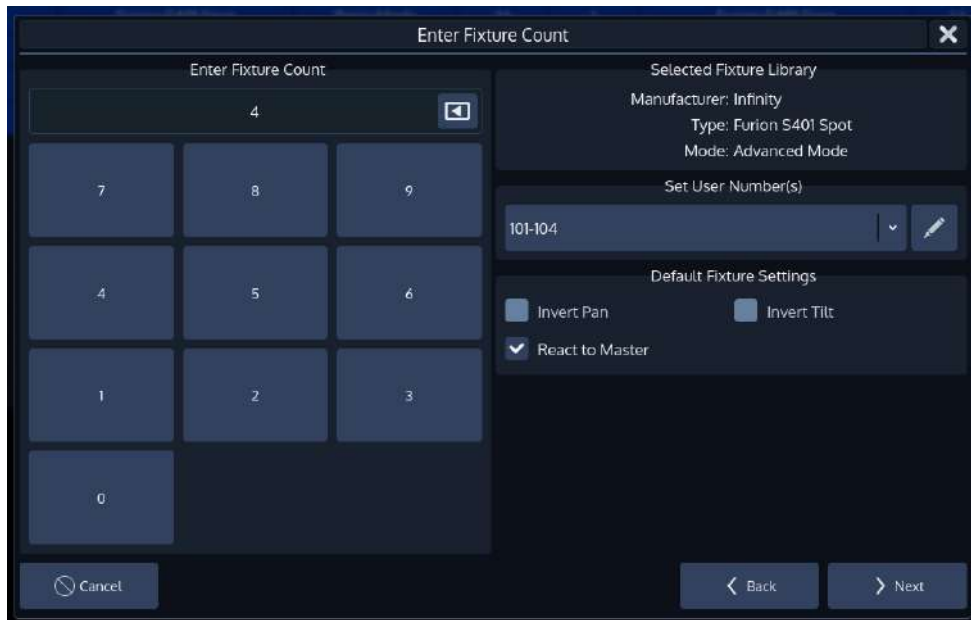 Enter Fixture Count
Enter Fixture Count
4
7 8 9
4 5 6
1 2 3
0
Selected Fixture Library
Manufacturer: Infinity
Type: Furion S401 Spot
Mode: Advanced Mode
Set User Number(s)
101-104
Default Fixture Settings
Invert Pan Invert Tilt
React to Master
Cancel Back Next